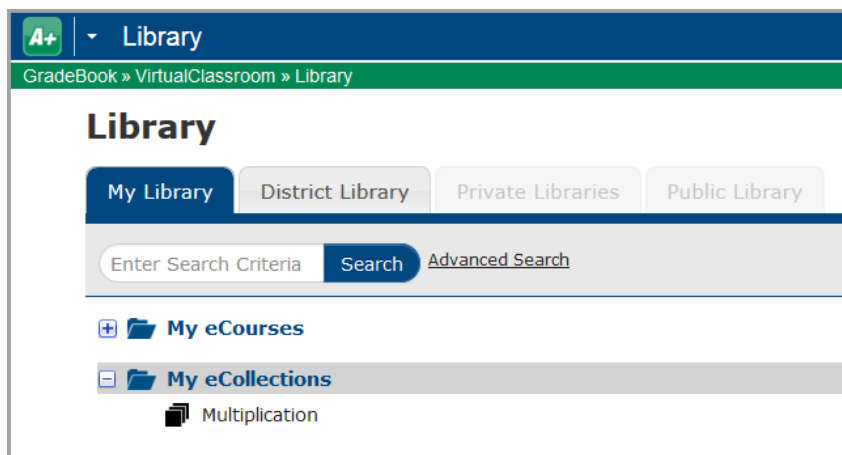 A+ Library
GradeBook » VirtualClassroom » Library
Library
My Library District Library Private Libraries Public Library
Enter Search Criteria Search Advanced Search
My eCourses
My eCollections
Multiplication